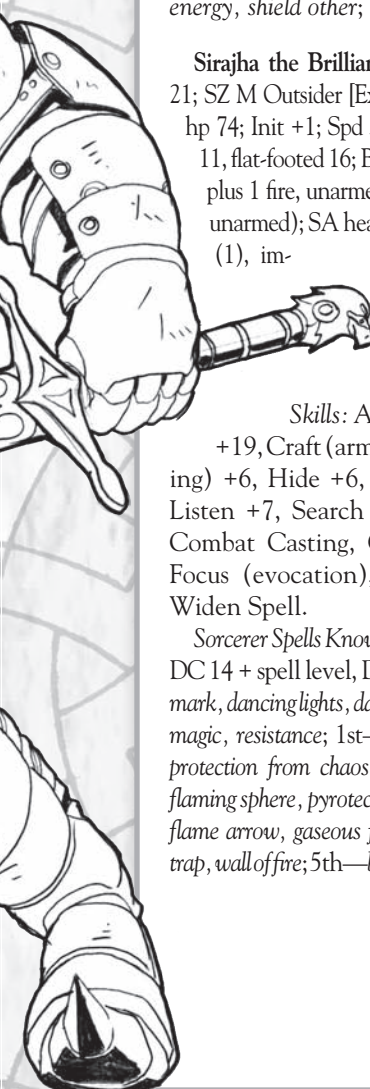 energy, shield other;
Sirajha the Brillian
21; SZ M Outsider [Ex
hp 74; Init +1; Spd
11, flat-footed 16; B
plus 1 fire, unarme
unarmed); SA hea
(1), im-
Skills: A
+19, Craft (arm
ing) +6, Hide +6,
Listen +7, Search
Combat Casting,
Focus (evocation),
Widen Spell.
Sorcerer Spells Know
DC 14 + spell level, D
mark, dancing lights, da
magic, resistance; 1st—
protection from chaos
flaming sphere, pyrotec
flame arrow, gaseous f
trap, wall of fire; 5th—